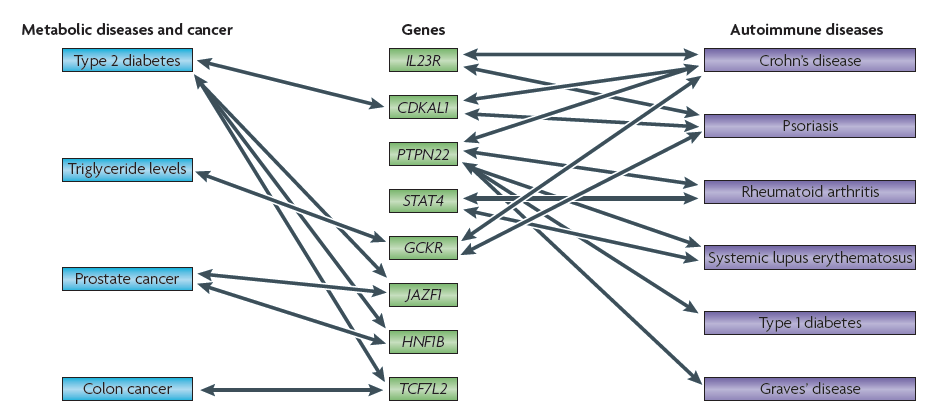 Metabolic diseases and cancer
Genes
Autoimmune diseases
Type 2 diabetes
IL23R
Crohn's disease
CDKAL1
Psoriasis
Triglyceride levels
PTPN22
Rheumatoid arthritis
STAT4
GCKR
Systemic lupus erythematosus
Prostate cancer
JAZF1
Type 1 diabetes
HNF1B
Colon cancer
TCF7L2
Graves' disease